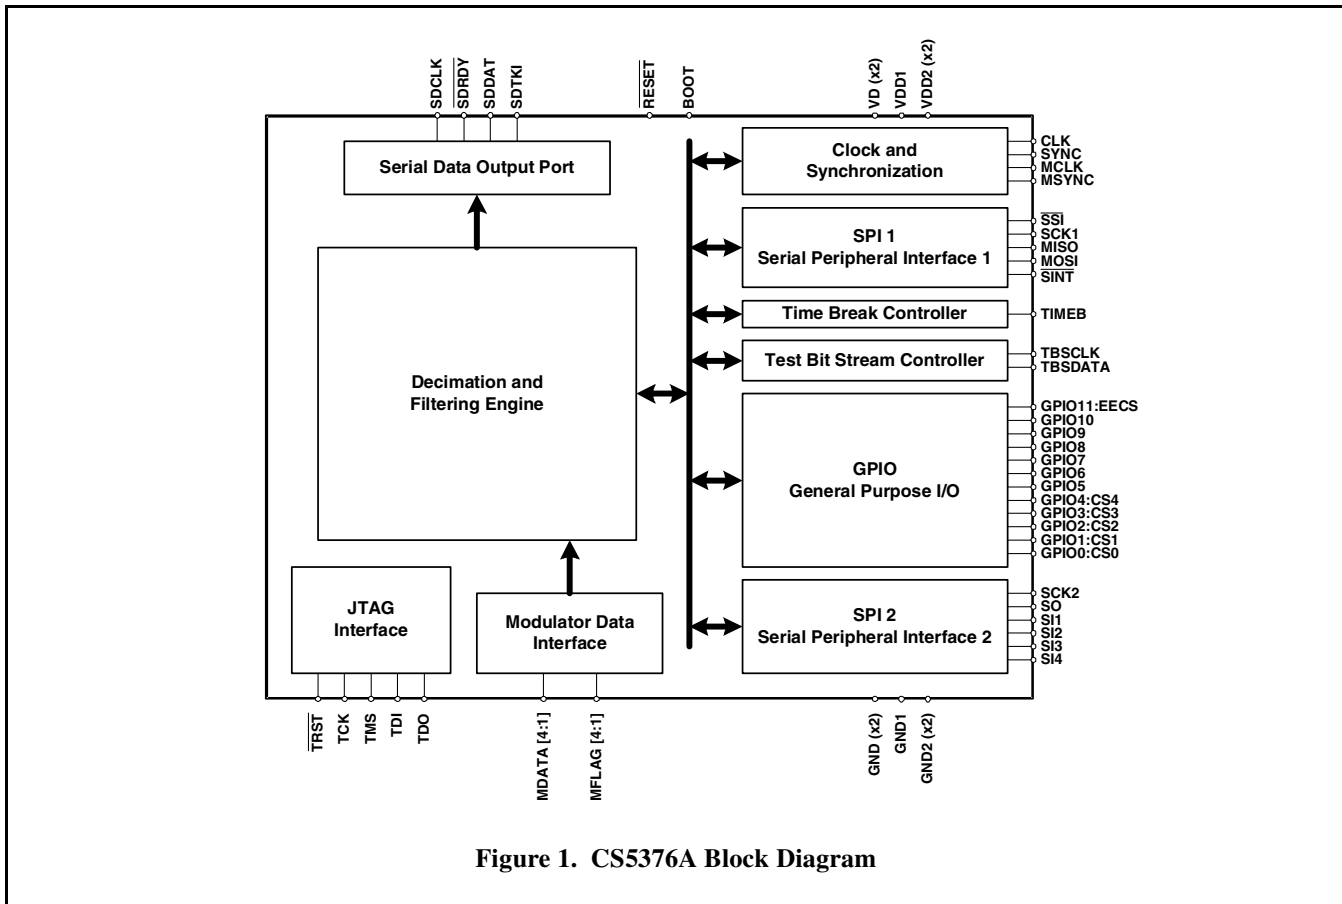 SDCLK
SDRDY
SDDAT
SDTKI
RESET
BOOT
VD (x2)
VDD1
VDD2 (x2)
Serial Data Output Port
Clock and
Synchronization
CLK
SYNC
MCLK
MSYNC
SPI 1
Serial Peripheral Interface 1
SSI
SCK1
MISO
MOSI
SINT
Time Break Controller
TIMEB
Test Bit Stream Controller
TBSCLK
TBSDATA
Decimation and
Filtering Engine
GPIO
General Purpose I/O
GPIO11:EECS
GPIO10
GPIO9
GPIO8
GPIO7
GPIO6
GPIO5
GPIO4:CS4
GPIO3:CS3
GPIO2:CS2
GPIO1:CS1
GPIO0:CS0
JTAG
Interface
Modulator Data
Interface
SPI 2
Serial Peripheral Interface 2
SCK2
SO
SI1
SI2
SI3
SI4
TRST
TCK
TMS
TDI
TDO
MDATA [4:1]
MFLAG [4:1]
GND (x2)
GND1
GND2 (x2)
Figure 1. CS5376A Block Diagram